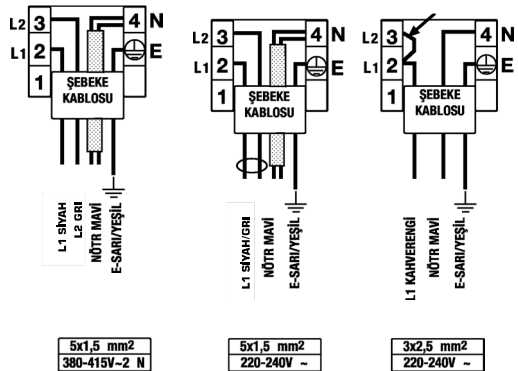 L2 3 4 N
L1 2 E
1
ŞEBEKE
KABLOSU
L1 SİYAH
L2 GRİ
NÖTR MAVİ
E-SARI/YEŞİL
5x1,5 mm2
380-415V~2 N
L2 3 4 N
L1 2 E
1
ŞEBEKE
KABLOSU
L1 SİYAH/GRİ
NÖTR MAVİ
E-SARI/YEŞİL
5x1,5 mm2
220-240V ~
L2 3 4 N
L1 2 E
1
ŞEBEKE
KABLOSU
L1 KAHVERENGİ
NÖTR MAVİ
E-SARI/YEŞİL
3x2,5 mm2
220-240V ~